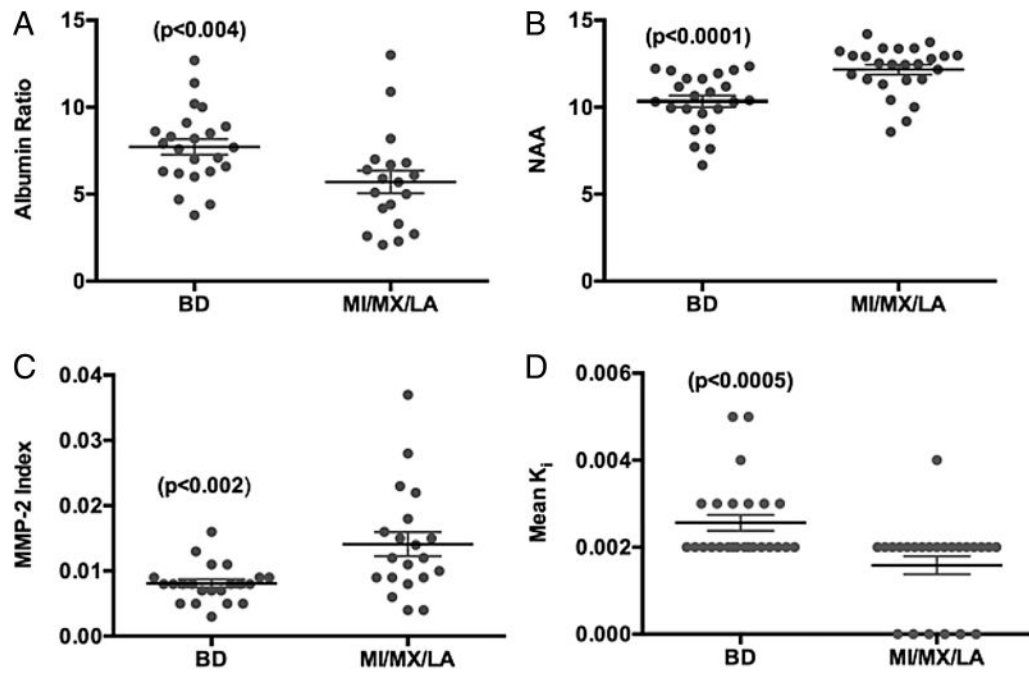 A
Albumin Ratio
15
10
5
0
(p<0.004)
BD
MI/MX/LA
B
NAA
15
10
5
0
(p<0.0001)
BD
MI/MX/LA
C
MMP-2 Index
0.04
0.03
0.02
0.01
0.00
(p<0.002)
BD
MI/MX/LA
D
Mean Ki
0.006
0.004
0.002
0.000
(p<0.0005)
BD
MI/MX/LA